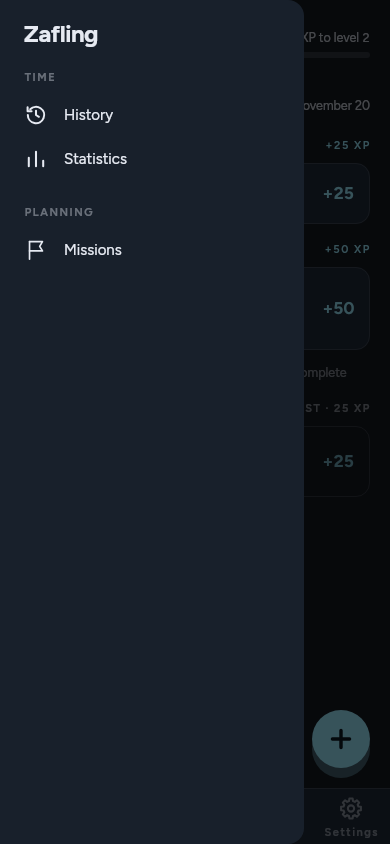 Zafling
XP to level 2
TIME
ovember 20
History
+25 XP
Statistics
+25
PLANNING
Missions
+50 XP
+50
omplete
ST · 25 XP
+25
Settings